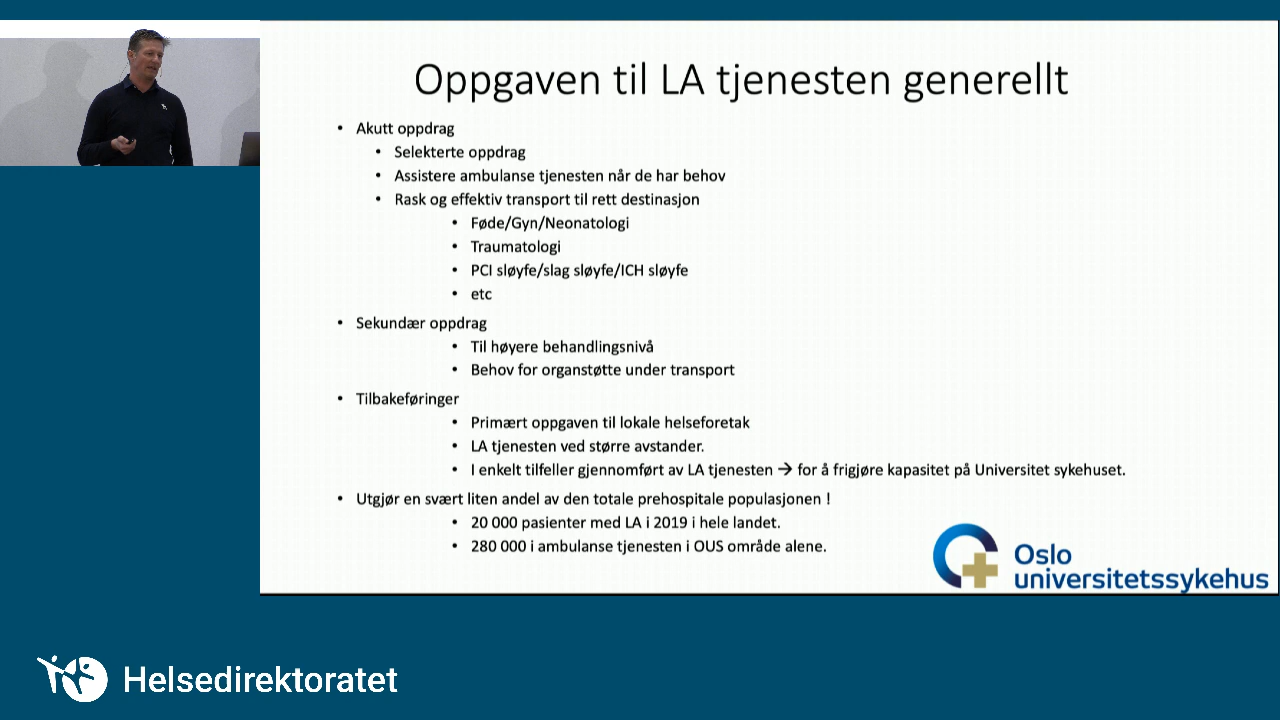 Oppgaven til LA tjenesten generellt
• Akutt oppdrag
• Selekterte oppdrag
• Assistere ambulanse tjenesten når de har behov
• Rask og effektiv transport til rett destinasjon
• Føde/Gyn/Neonatologi
• Traumatologi
• PCI sløyfe/slag sløyfe/ICH sløyfe
• etc
• Sekundær oppdrag
• Til høyere behandlingsnivå
• Behov for organstøtte under transport
• Tilbakeføringer
• Primært oppgaven til lokale helseforetak
• LA tjenesten ved større avstander.
• I enkelt tilfeller gjennomført av LA tjenesten → for å frigjøre kapasitet på Universitet sykehuset.
• Utgjør en svært liten andel av den totale prehospitale populasjonen !
• 20 000 pasienter med LA i 2019 i hele landet.
• 280 000 i ambulanse tjenesten i OUS område alene.
Oslo
universitetssykehus
Helsedirektoratet